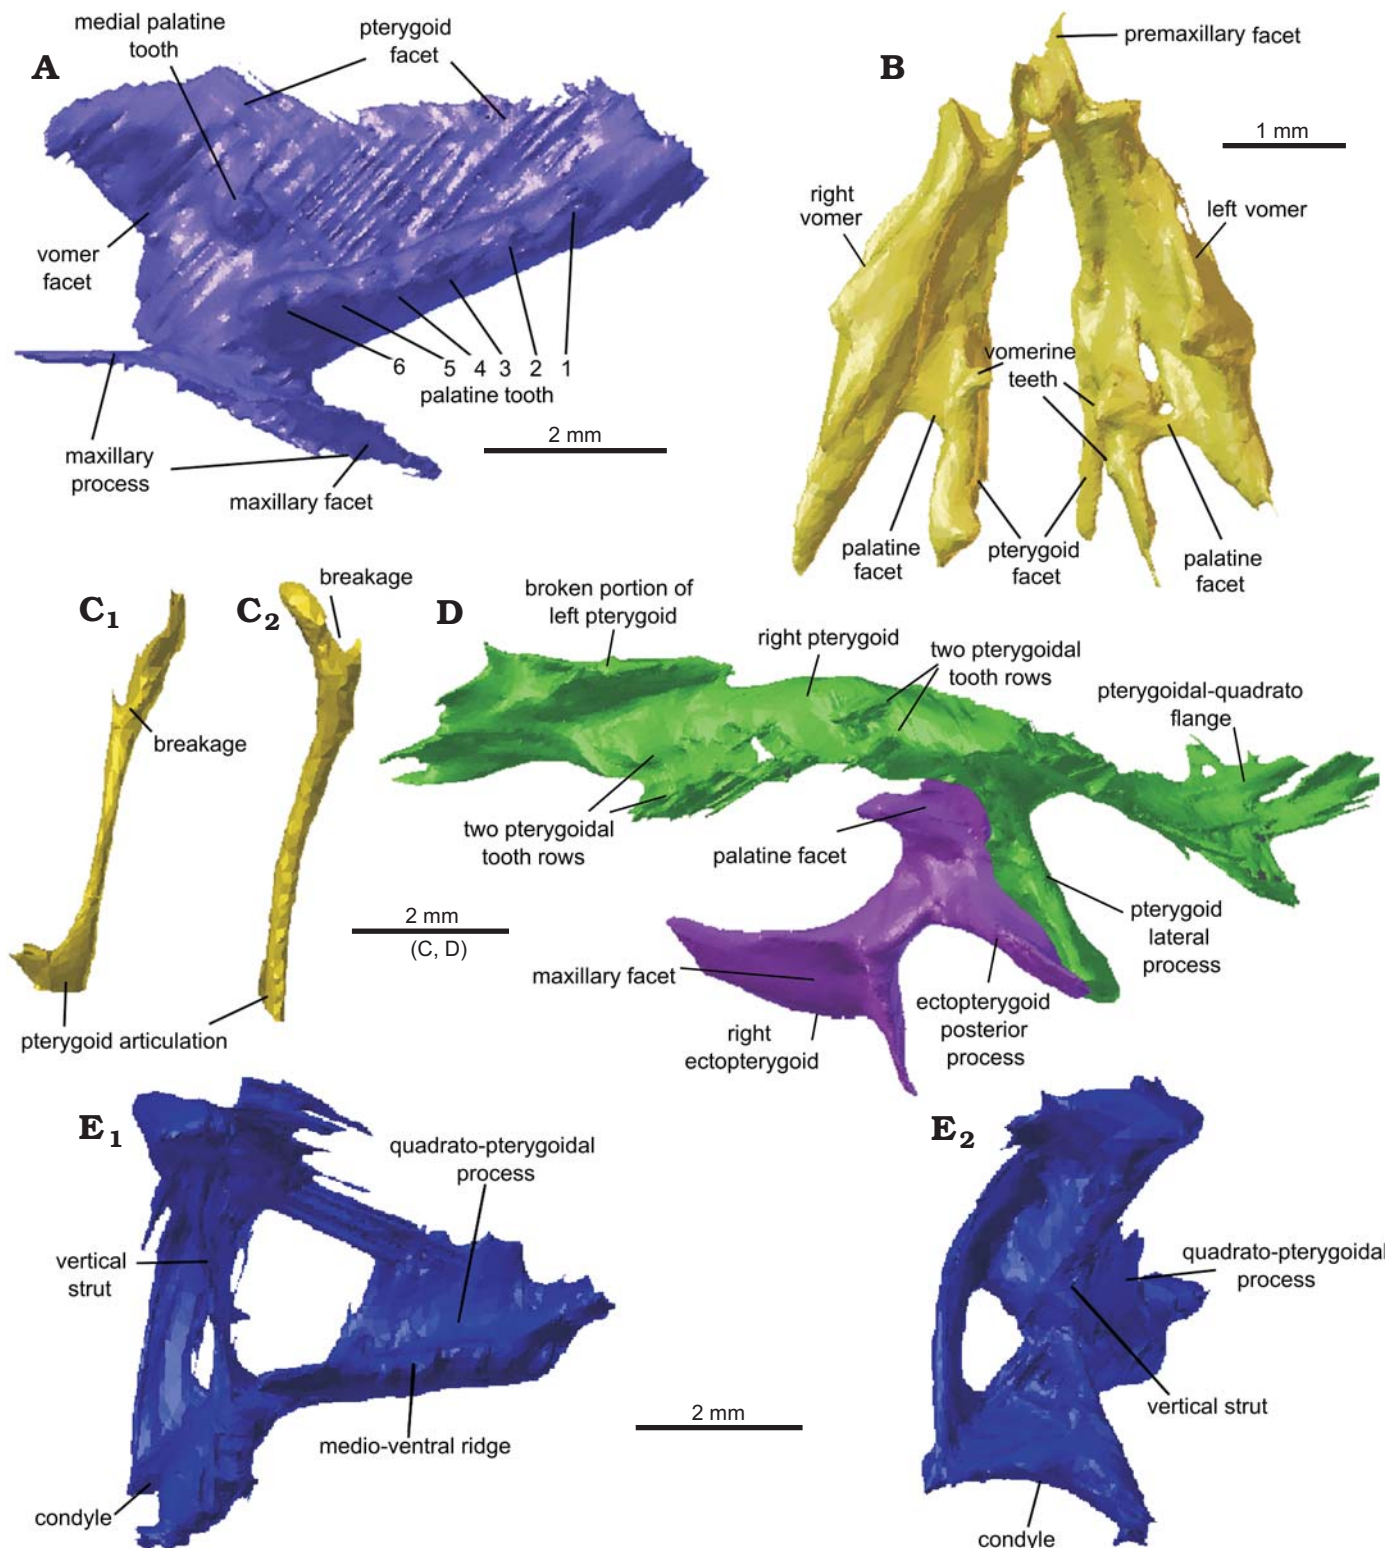 A
medial palatine
tooth
pterygoid
facet
vomer
facet
6 5 4 3 2 1
palatine tooth
2 mm
maxillary
process
maxillary facet
B
premaxillary facet
1 mm
right
vomer
left vomer
vomerine
teeth
palatine
facet
pterygoid
facet
palatine
facet
C1
breakage
C2
breakage
pterygoid articulation
2 mm
(C, D)
D
broken portion of
left pterygoid
right pterygoid
two pterygoidal
tooth rows
pterygoidal-quadrato
flange
two pterygoidal
tooth rows
palatine facet
pterygoid
lateral
process
maxillary facet
right
ectopterygoid
ectopterygoid
posterior
process
E1
quadrato-pterygoidal
process
vertical
strut
medio-ventral ridge
condyle
2 mm
E2
quadrato-pterygoidal
process
vertical strut
condyle